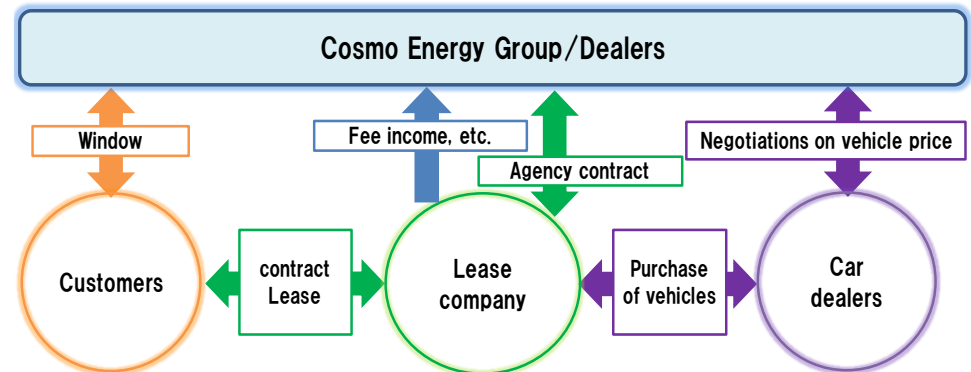 Cosmo Energy Group/Dealers
Window
Fee income, etc.
Agency contract
Negotiations on vehicle price
Customers
contract
Lease
Lease
company
Purchase
of vehicles
Car
dealers